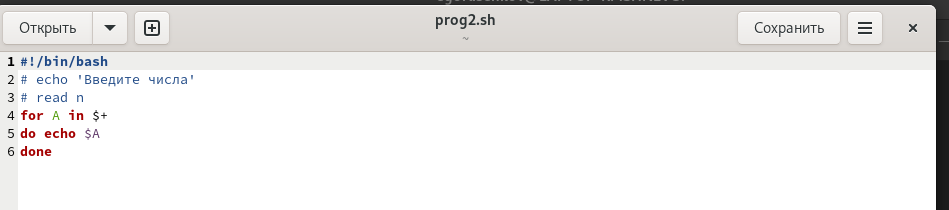 Открыть
prog2.sh
~
Сохранить
1 #!/bin/bash
2 # echo 'Введите числа'
3 # read n
4 for A in $+
5 do echo $A
6 done